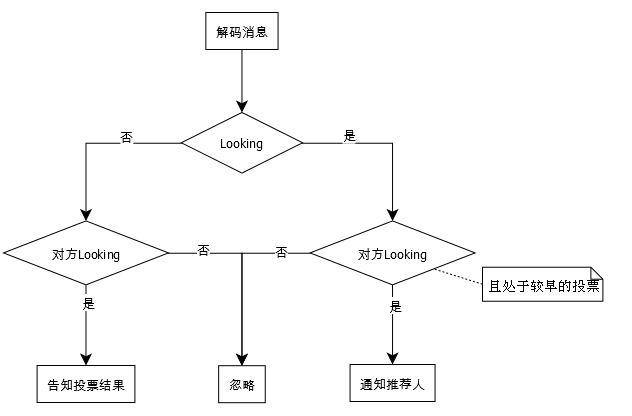 解码消息
Looking
否
是
对方Looking
否
否
对方Looking
且处于较早的投票
是
是
告知投票结果
忽略
通知推荐人